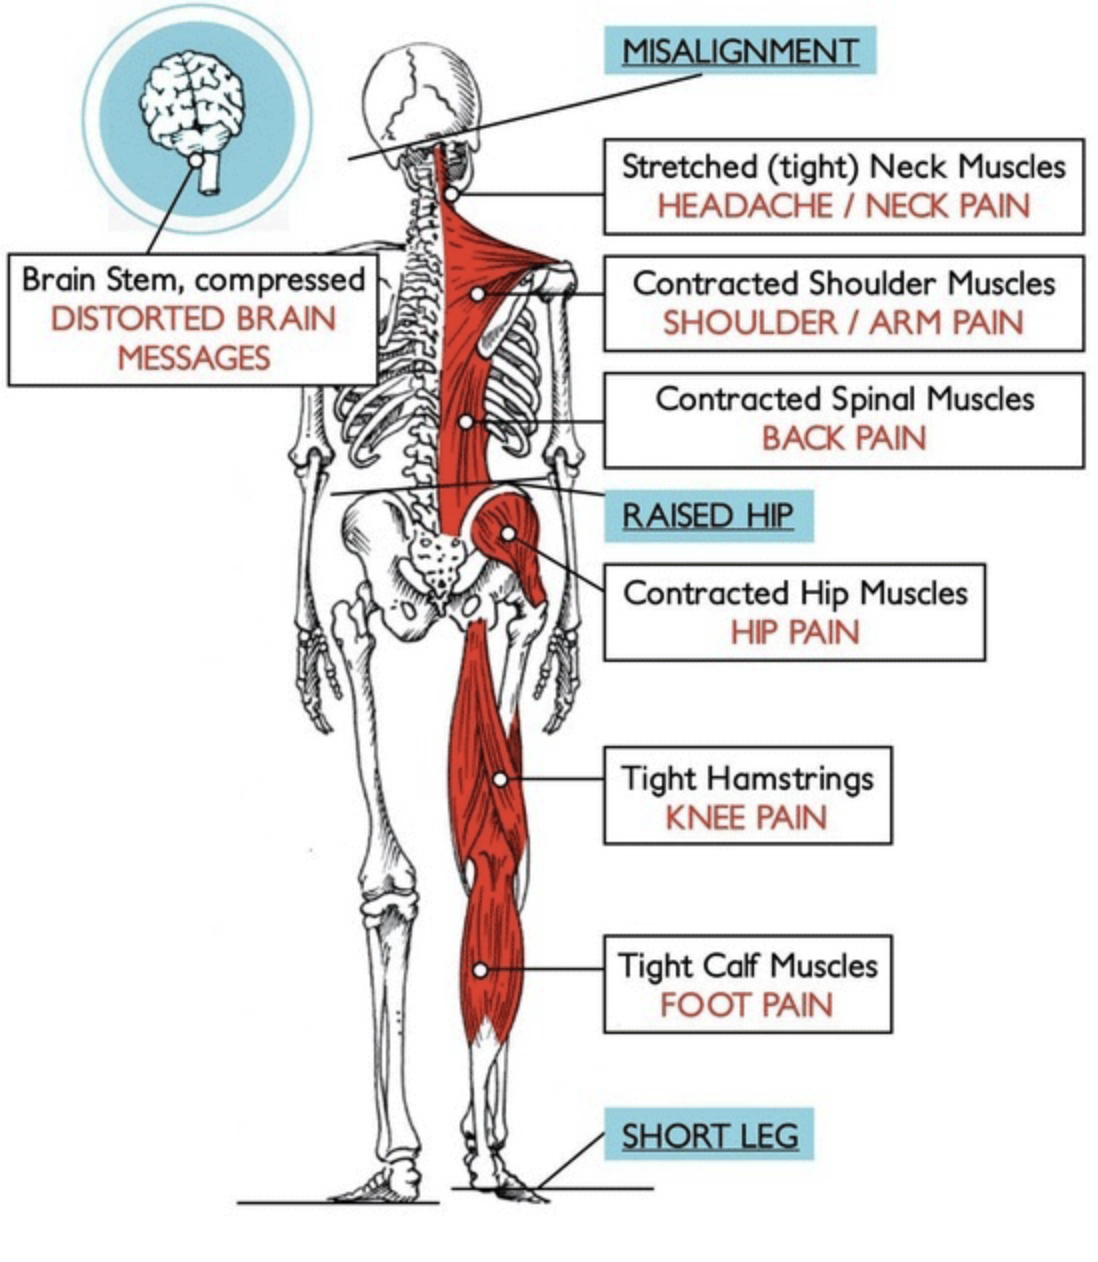 MISALIGNMENT
Stretched (tight) Neck Muscles
HEADACHE / NECK PAIN
Brain Stem, compressed
DISTORTED BRAIN
MESSAGES
Contracted Shoulder Muscles
SHOULDER / ARM PAIN
Contracted Spinal Muscles
BACK PAIN
RAISED HIP
Contracted Hip Muscles
HIP PAIN
Tight Hamstrings
KNEE PAIN
Tight Calf Muscles
FOOT PAIN
SHORT LEG